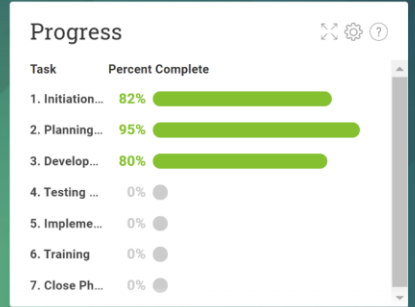 Progress
Task Percent Complete
1. Initiation... 82%
2. Planning... 95%
3. Develop... 80%
4. Testing ... 0%
5. Impleme... 0%
6. Training 0%
7. Close Ph... 0%